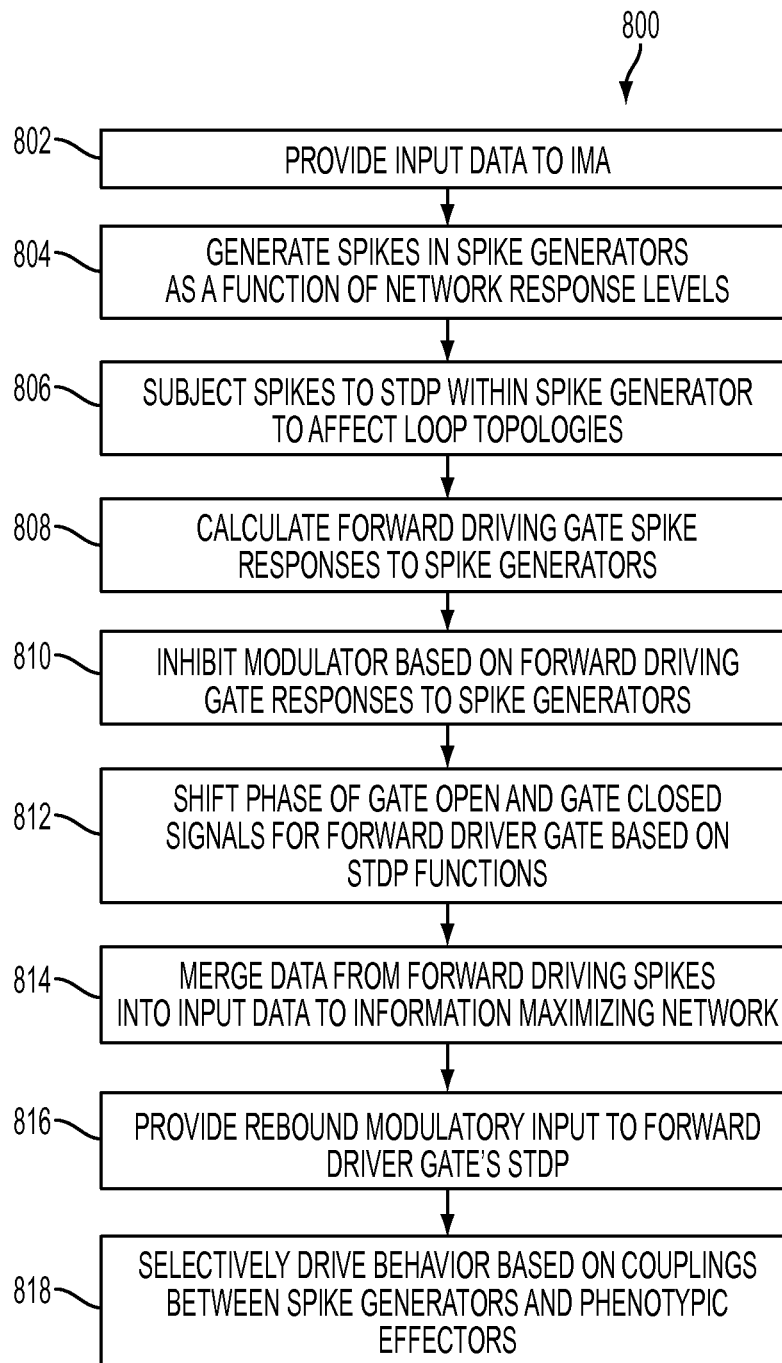 800
802
PROVIDE INPUT DATA TO IMA
804
GENERATE SPIKES IN SPIKE GENERATORS
AS A FUNCTION OF NETWORK RESPONSE LEVELS
806
SUBJECT SPIKES TO STDP WITHIN SPIKE GENERATOR
TO AFFECT LOOP TOPOLOGIES
808
CALCULATE FORWARD DRIVING GATE SPIKE
RESPONSES TO SPIKE GENERATORS
810
INHIBIT MODULATOR BASED ON FORWARD DRIVING
GATE RESPONSES TO SPIKE GENERATORS
812
SHIFT PHASE OF GATE OPEN AND GATE CLOSED
SIGNALS FOR FORWARD DRIVER GATE BASED ON
STDP FUNCTIONS
814
MERGE DATA FROM FORWARD DRIVING SPIKES
INTO INPUT DATA TO INFORMATION MAXIMIZING NETWORK
816
PROVIDE REBOUND MODULATORY INPUT TO FORWARD
DRIVER GATE'S STDP
818
SELECTIVELY DRIVE BEHAVIOR BASED ON COUPLINGS
BETWEEN SPIKE GENERATORS AND PHENOTYPIC
EFFECTORS